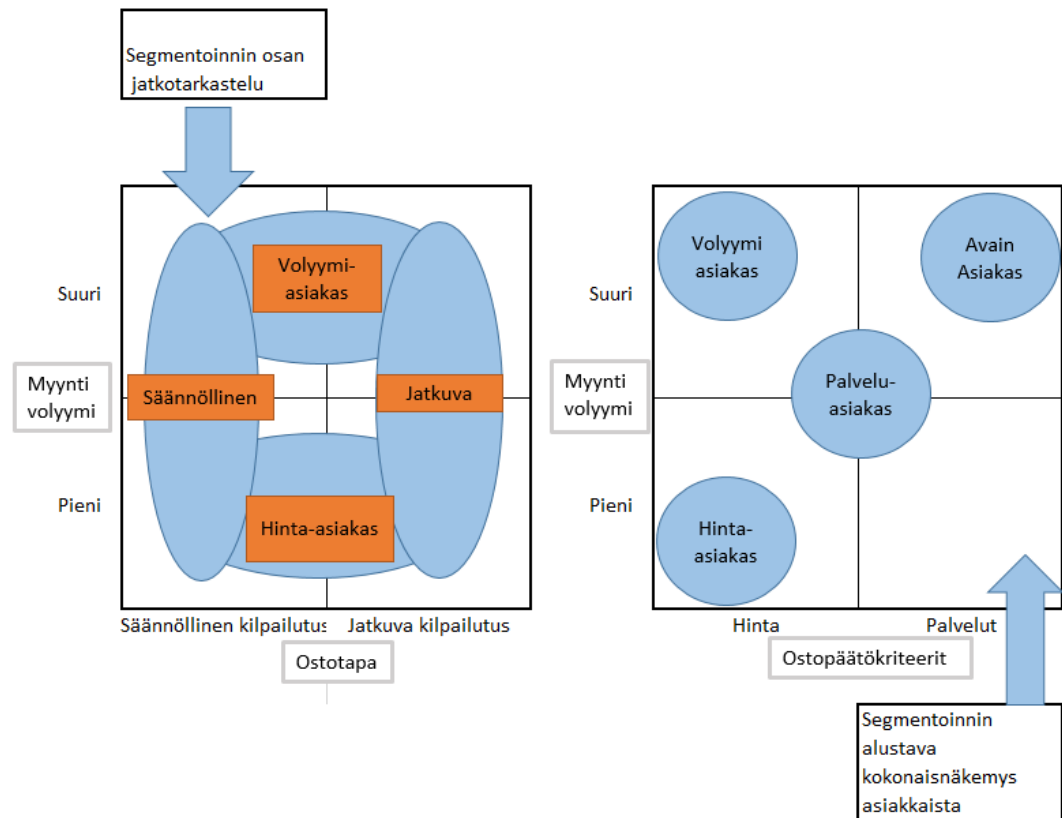 Segmentoinnin osan
jatkotarkastelu
Suuri
Myynti
volyymi
Pieni
Volyymi-
asiakas
Säännöllinen
Jatkuva
Hinta-asiakas
Säännöllinen kilpailutus
Jatkuva kilpailutus
Ostotapa
Suuri
Myynti
volyymi
Pieni
Volyymi
asiakas
Avain
Asiakas
Palvelu-
asiakas
Hinta-
asiakas
Hinta
Palvelut
Ostopäätökriteerit
Segmentoinnin
alustava
kokonaisnäkemys
asiakkaista